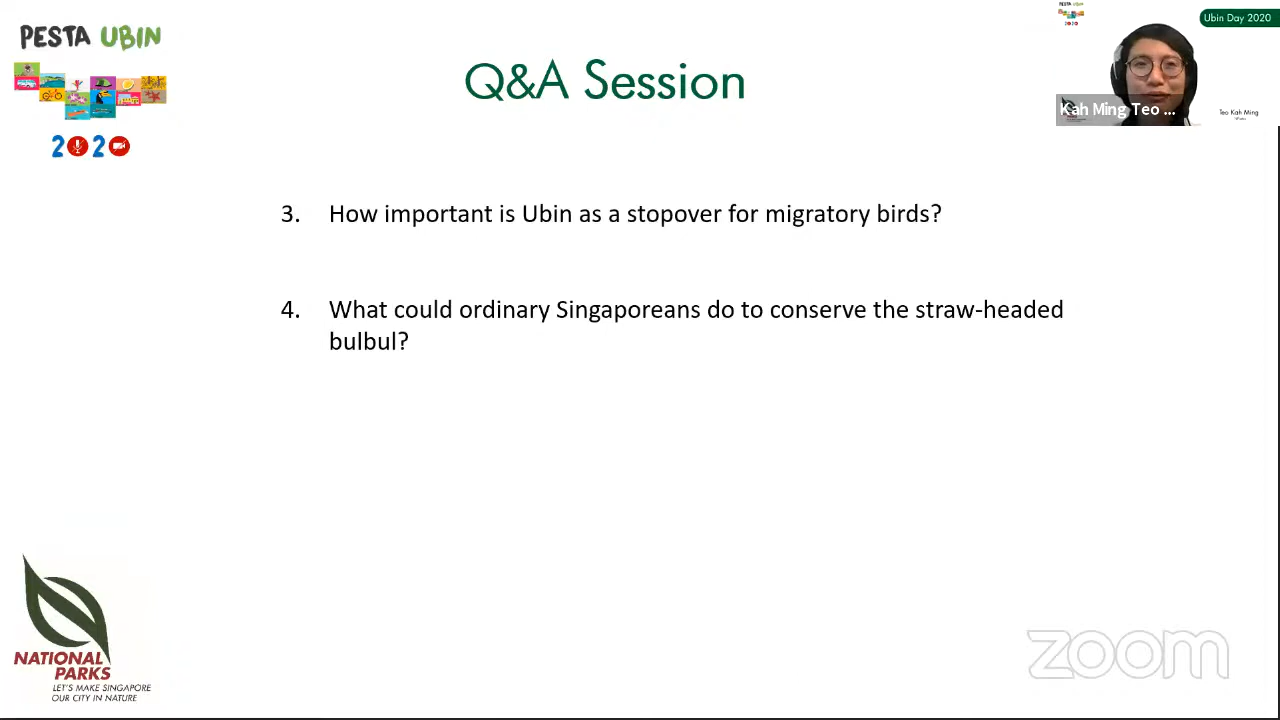 PESTA UBIN
2020
Q&A Session
Ubin Day 2020
Kah Ming Teo ...
Teo Kah Ming
3. How important is Ubin as a stopover for migratory birds?
4. What could ordinary Singaporeans do to conserve the straw-headed
bulbul?
NATIONAL
PARKS
LET'S MAKE SINGAPORE
OUR CITY IN NATURE
zoom